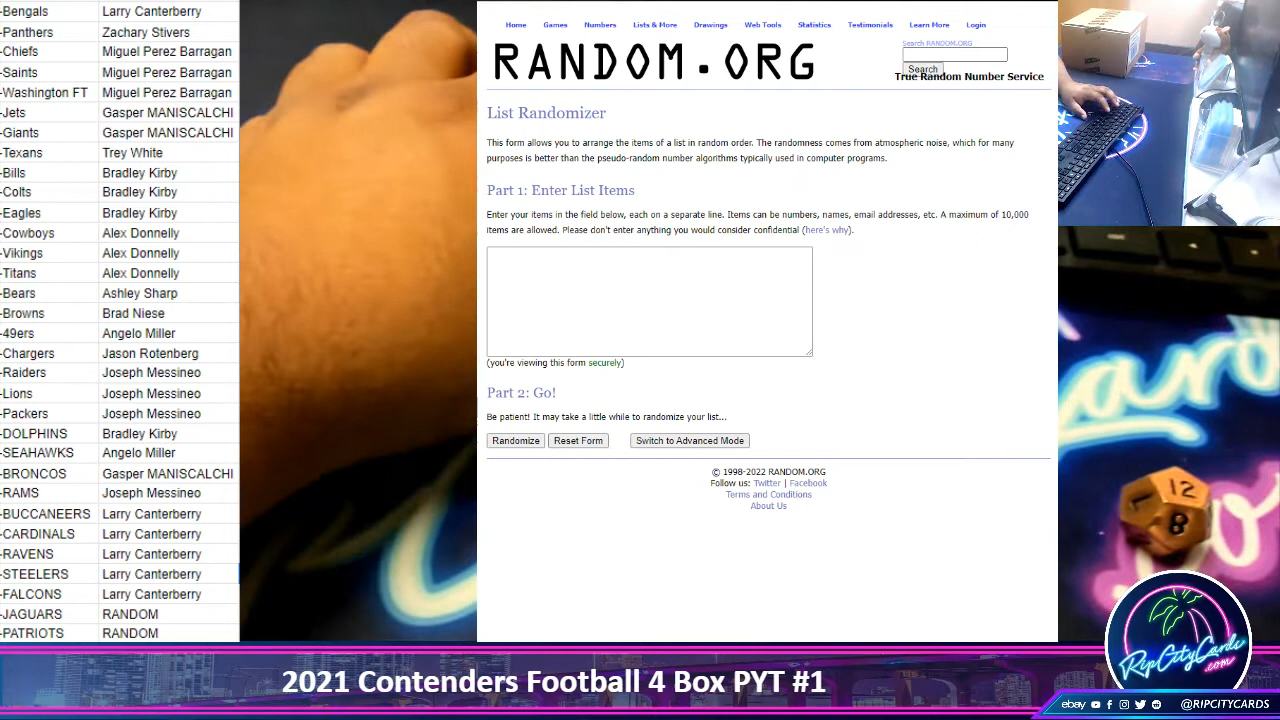 -Bengals Larry Canterberry
-Panthers Zachary Stivers
-Chiefs Miguel Perez Barragan
-Saints Miguel Perez Barragan
-Washington FT Miguel Perez Barragan
-Jets Gasper MANISCALCHI
-Giants Gasper MANISCALCHI
-Texans Trey White
-Bills Bradley Kirby
-Colts Bradley Kirby
-Eagles Bradley Kirby
-Cowboys Alex Donnelly
-Vikings Alex Donnelly
-Titans Alex Donnelly
-Bears Ashley Sharp
-Browns Brad Niese
-49ers Angelo Miller
-Chargers Jason Rotenberg
-Raiders Joseph Messineo
-Lions Joseph Messineo
-Packers Joseph Messineo
-DOLPHINS Bradley Kirby
-SEAHAWKS Angelo Miller
-BRONCOS Gasper MANISCALCHI
-RAMS Joseph Messineo
-BUCCANEERS Larry Canterberry
-CARDINALS Larry Canterberry
-RAVENS Larry Canterberry
-STEELERS Larry Canterberry
-FALCONS Larry Canterberry
-JAGUARS RANDOM
-PATRIOTS RANDOM
Home Games Numbers Lists & More Drawings Web Tools Statistics Testimonials Learn More Login
RANDOM.ORG
Search RANDOM.ORG
Search
True Random Number Service
List Randomizer
This form allows you to arrange the items of a list in random order. The randomness comes from atmospheric noise, which for many
purposes is better than the pseudo-random number algorithms typically used in computer programs.
Part 1: Enter List Items
Enter your items in the field below, each on a separate line. Items can be numbers, names, email addresses, etc. A maximum of 10,000
items are allowed. Please don't enter anything you would consider confidential (here's why).
(you're viewing this form securely)
Part 2: Go!
Be patient! It may take a little while to randomize your list...
Randomize Reset Form Switch to Advanced Mode
© 1998-2022 RANDOM.ORG
Follow us: Twitter | Facebook
Terms and Conditions
About Us
12
1
8
RipCityCards
.com
2021 Contenders Football 4 Box PYT #1
ebay @RIPCITYCARDS